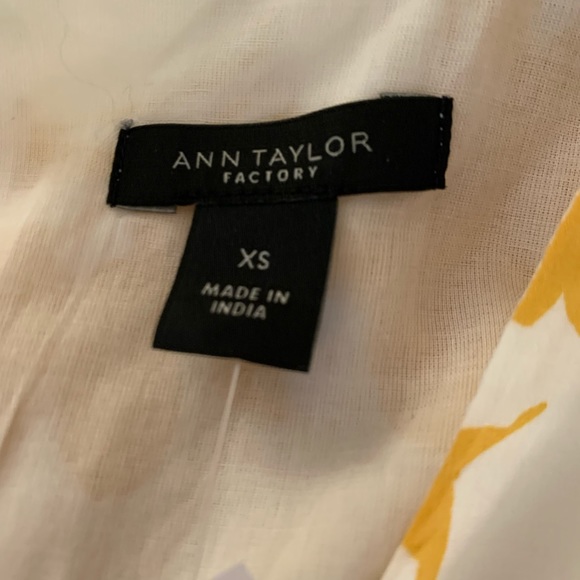 ANN TAYLOR
FACTORY
XS
MADE IN
INDIA